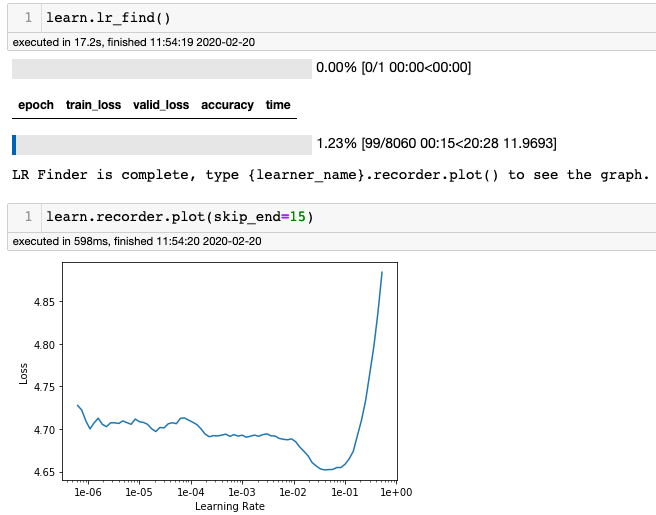 1 learn.lr_find()
executed in 17.2s, finished 11:54:19 2020-02-20
0.00% [0/1 00:00<00:00]
epoch train_loss valid_loss accuracy time
1.23% [99/8060 00:15<20:28 11.9693]
LR Finder is complete, type {learner_name}.recorder.plot() to see the graph.
1 learn.recorder.plot(skip_end=15)
executed in 598ms, finished 11:54:20 2020-02-20
4.85
4.80
4.75
4.70
4.65
Loss
1e-06 1e-05 1e-04 1e-03 1e-02 1e-01 1e+00
Learning Rate